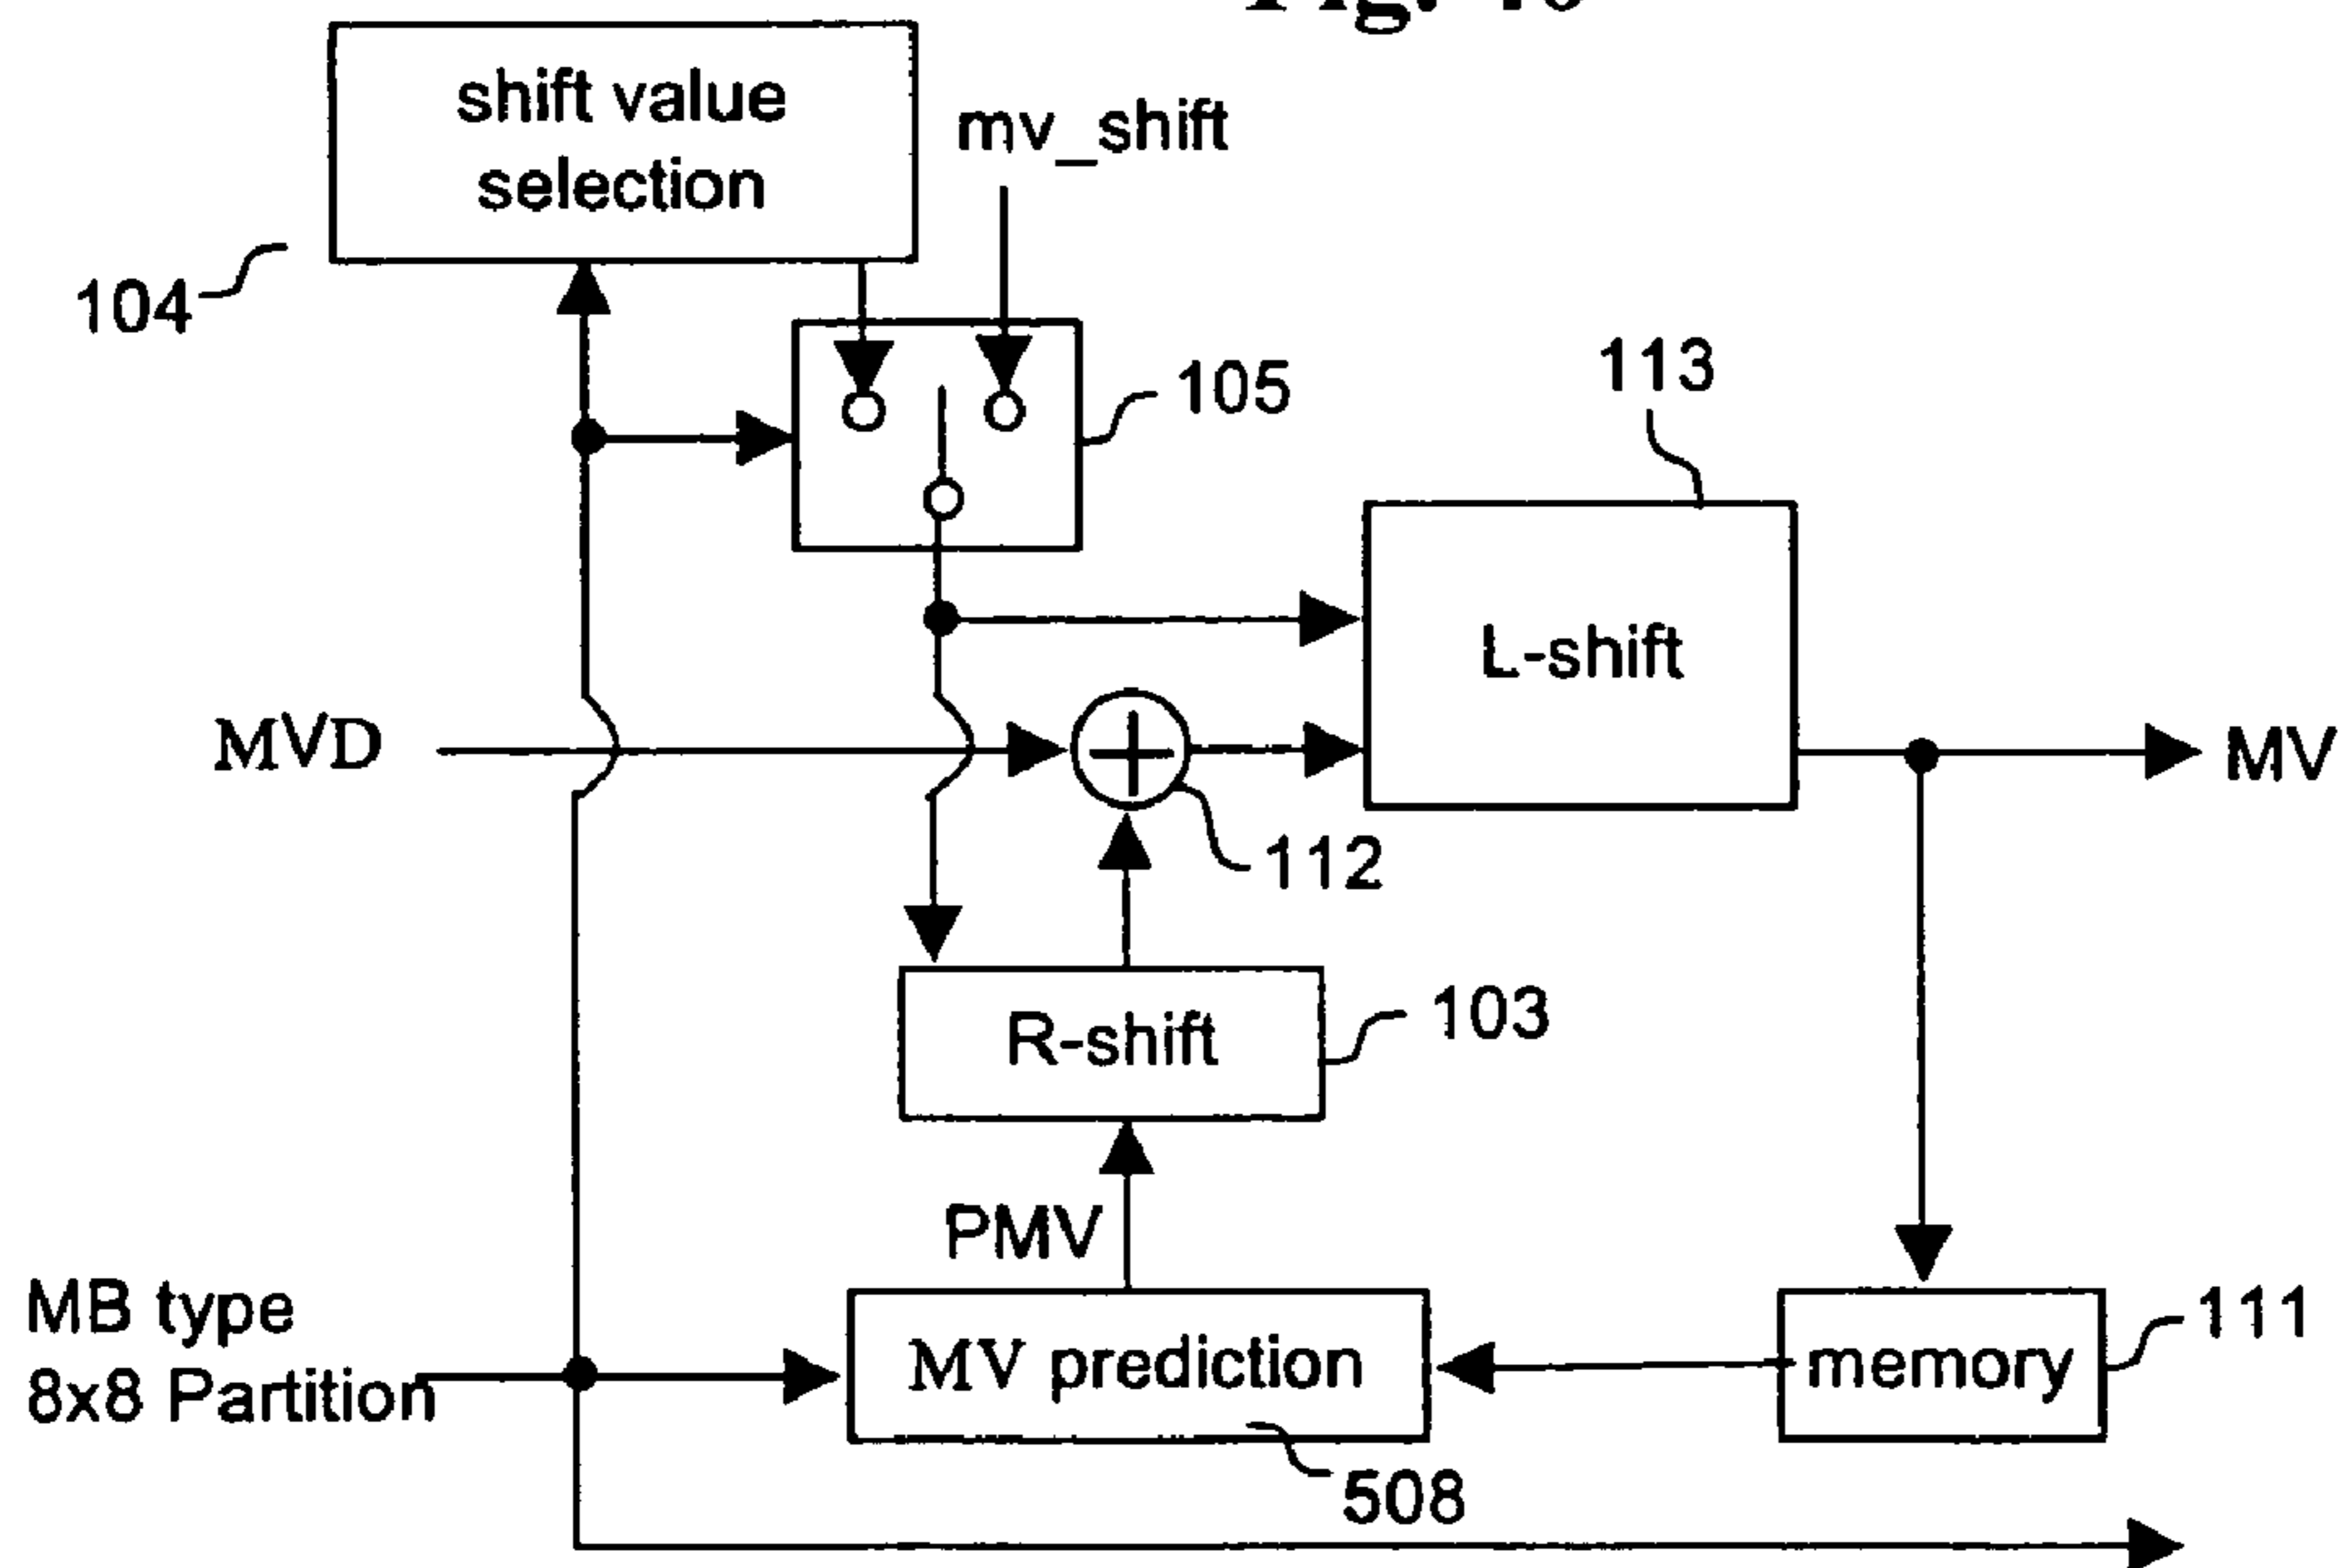 shift value
selection
mv_shift
104
105
113
L-shift
MVD
MV
112
R-shift
103
PMV
MB type
8x8 Partition
MV prediction
memory
111
508